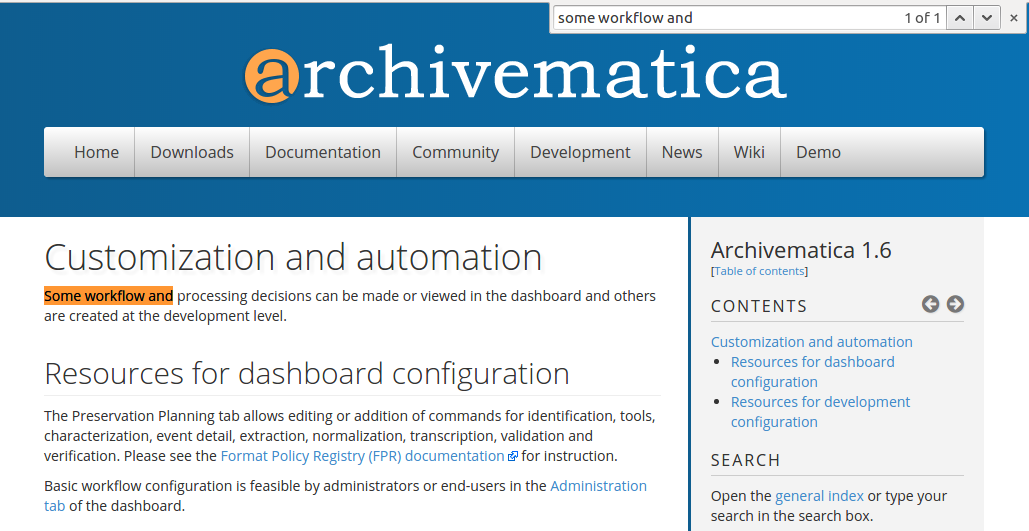 some workflow and 1 of 1
archivematica
Home Downloads Documentation Community Development News Wiki Demo
Customization and automation
Some workflow and processing decisions can be made or viewed in the dashboard and others
are created at the development level.
Resources for dashboard configuration
The Preservation Planning tab allows editing or addition of commands for identification, tools,
characterization, event detail, extraction, normalization, transcription, validation and
verification. Please see the Format Policy Registry (FPR) documentation for instruction.
Basic workflow configuration is feasible by administrators or end-users in the Administration
tab of the dashboard.
Archivematica 1.6
[Table of contents]
CONTENTS
Customization and automation
• Resources for dashboard
configuration
• Resources for development
configuration
SEARCH
Open the general index or type your
search in the search box.